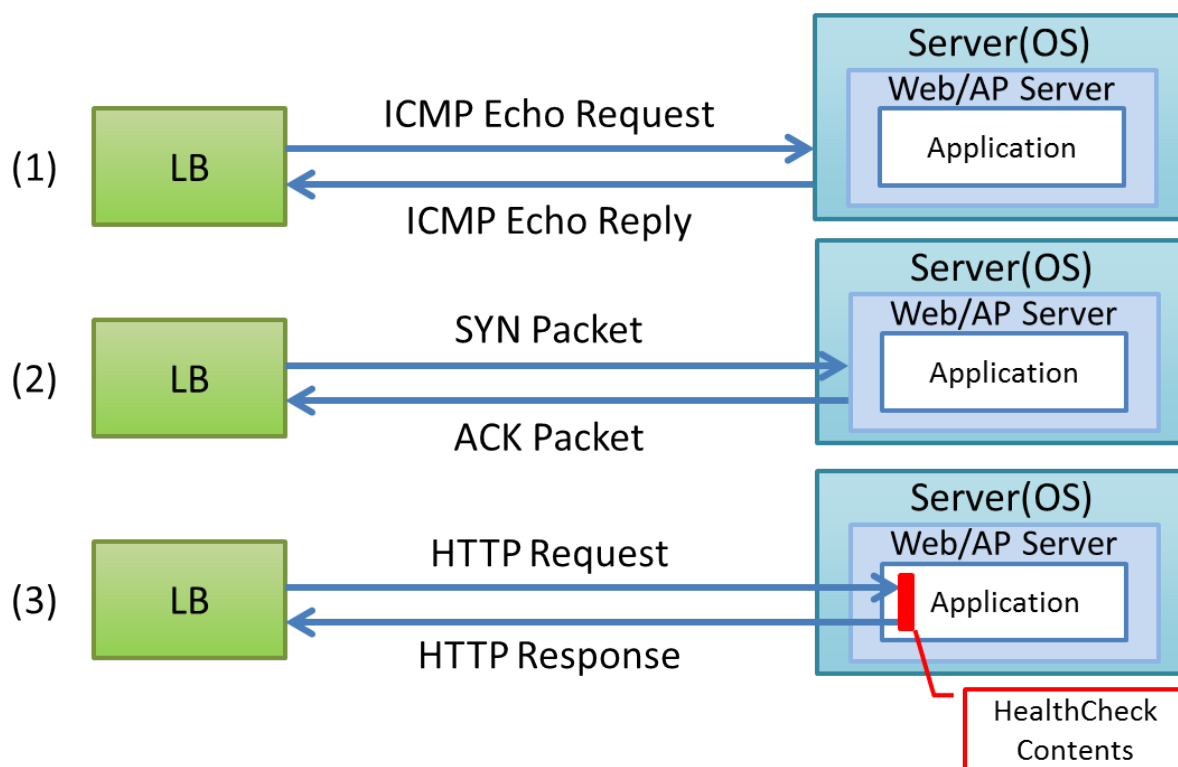 (1)
LB
ICMP Echo Request
ICMP Echo Reply
Server(OS)
Web/AP Server
Application
(2)
LB
SYN Packet
ACK Packet
Server(OS)
Web/AP Server
Application
(3)
LB
HTTP Request
HTTP Response
Server(OS)
Web/AP Server
Application
HealthCheck
Contents